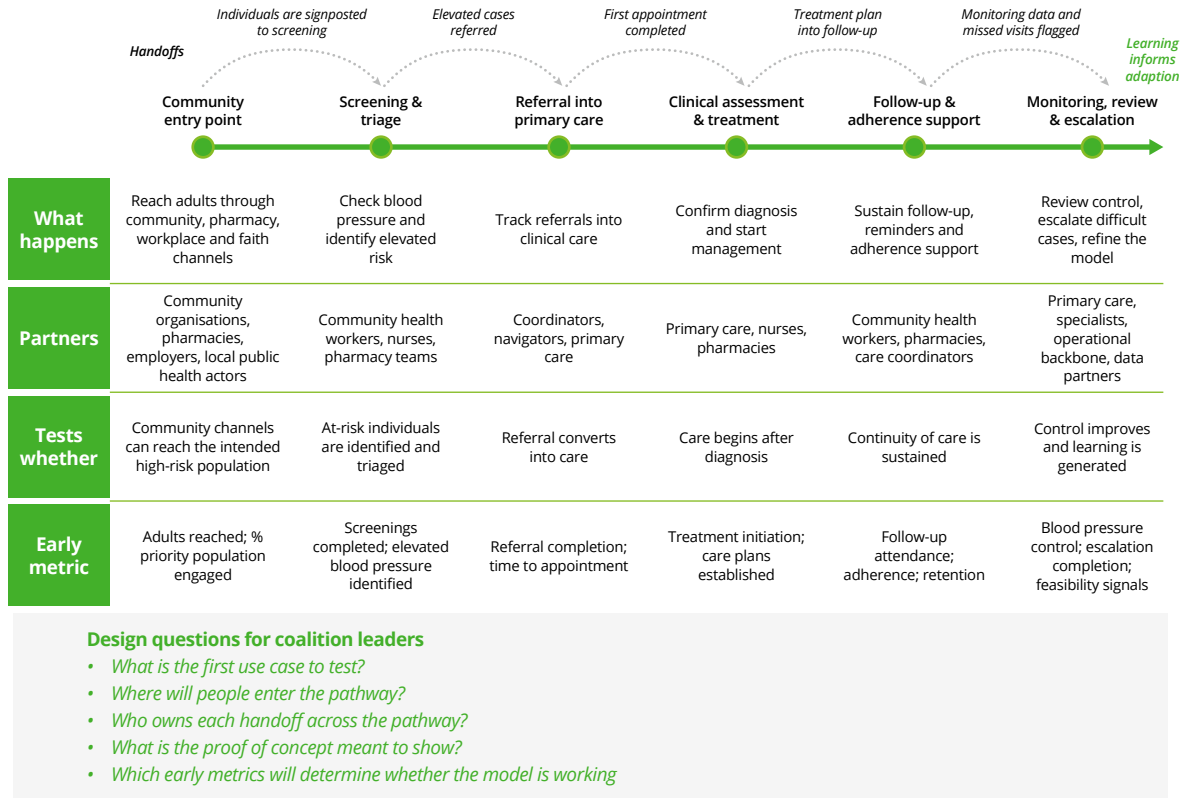 Individuals are signposted
to screening
Elevated cases
referred
First appointment
completed
Treatment plan
into follow-up
Monitoring data and
missed visits flagged
Handoffs
Learning
informs
adaption
Community
entry point
Screening &
triage
Referral into
primary care
Clinical assessment
& treatment
Follow-up &
adherence support
Monitoring, review
& escalation
What
happens
Reach adults through
community, pharmacy,
workplace and faith
channels
Check blood
pressure and
identify elevated
risk
Track referrals into
clinical care
Confirm diagnosis
and start
management
Sustain follow-up,
reminders and
adherence support
Review control,
escalate difficult
cases, refine the
model
Partners
Community
organisations,
pharmacies,
employers, local public
health actors
Community health
workers, nurses,
pharmacy teams
Coordinators,
navigators, primary
care
Primary care, nurses,
pharmacies
Community health
workers, pharmacies,
care coordinators
Primary care,
specialists,
operational
backbone, data
partners
Tests
whether
Community channels
can reach the intended
high-risk population
At-risk individuals
are identified and
triaged
Referral converts
into care
Care begins after
diagnosis
Continuity of care is
sustained
Control improves
and learning is
generated
Early
metric
Adults reached; %
priority population
engaged
Screenings
completed; elevated
blood pressure
identified
Referral completion;
time to appointment
Treatment initiation;
care plans
established
Follow-up
attendance;
adherence; retention
Blood pressure
control; escalation
completion;
feasibility signals
Design questions for coalition leaders
• What is the first use case to test?
• Where will people enter the pathway?
• Who owns each handoff across the pathway?
• What is the proof of concept meant to show?
• Which early metrics will determine whether the model is working